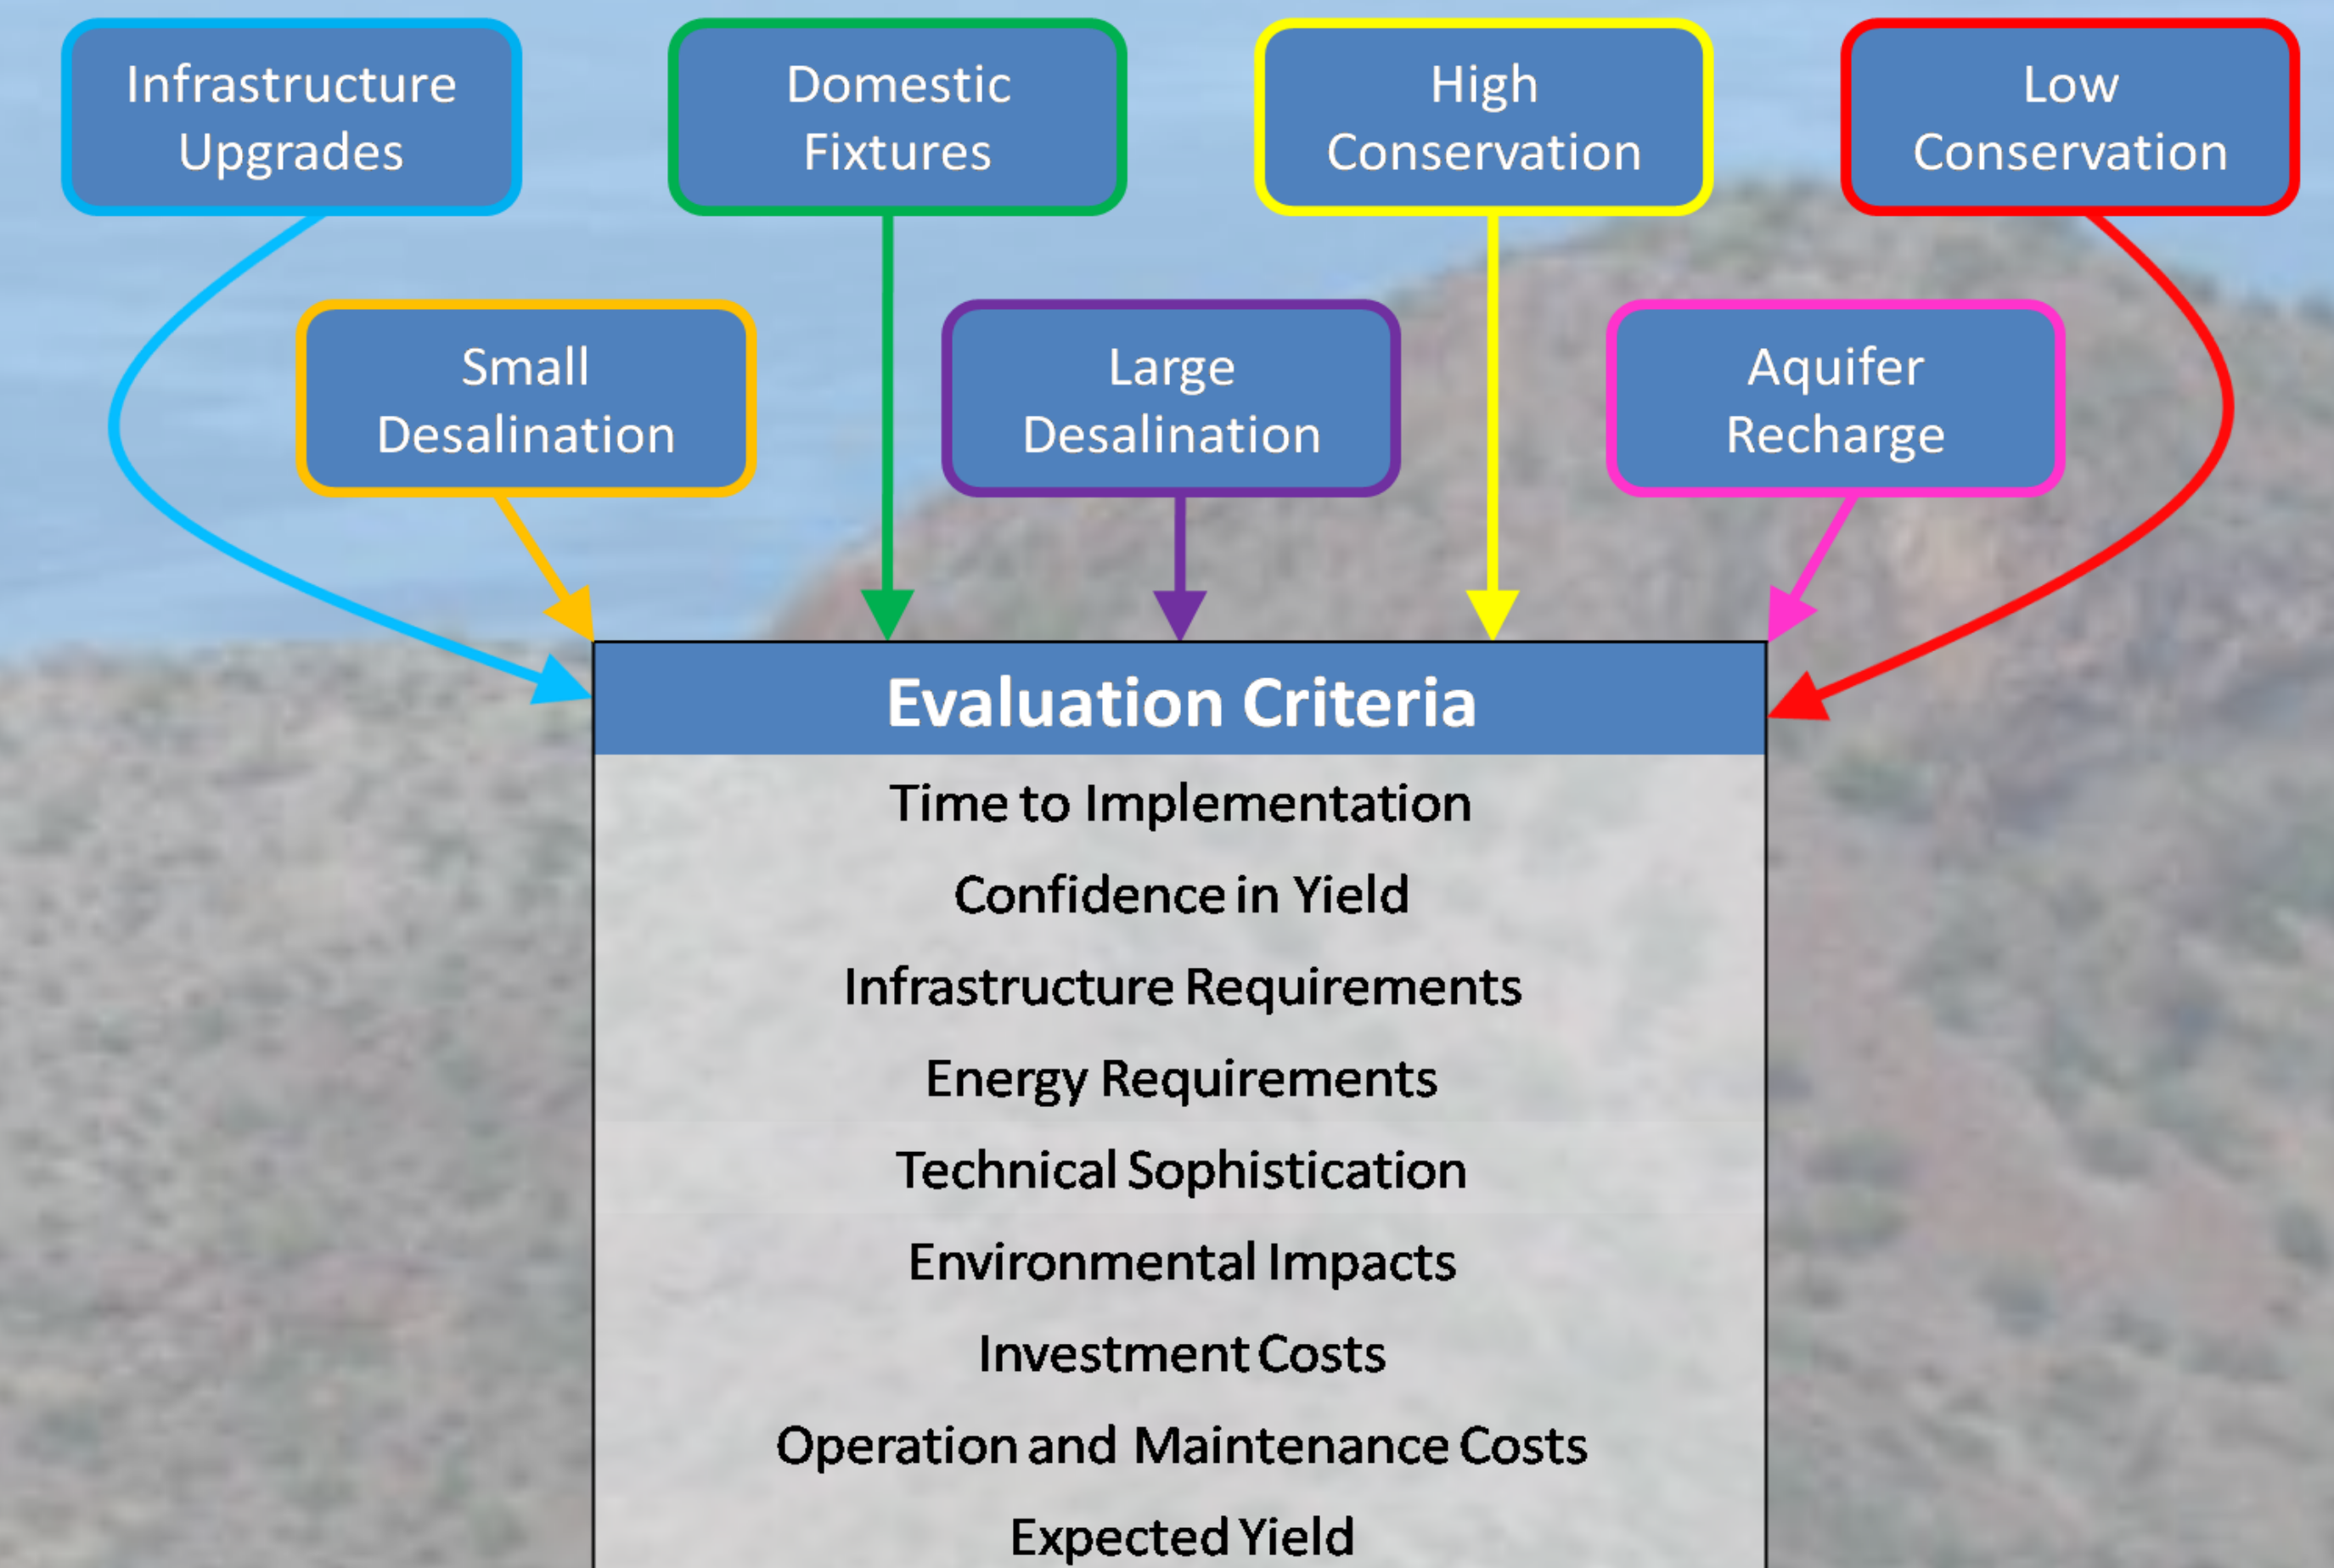 Infrastructure
Upgrades
Domestic
Fixtures
High
Conservation
Low
Conservation
Small
Desalination
Large
Desalination
Aquifer
Recharge
Evaluation Criteria
Time to Implementation
Confidence in Yield
Infrastructure Requirements
Energy Requirements
Technical Sophistication
Environmental Impacts
Investment Costs
Operation and Maintenance Costs
Expected Yield